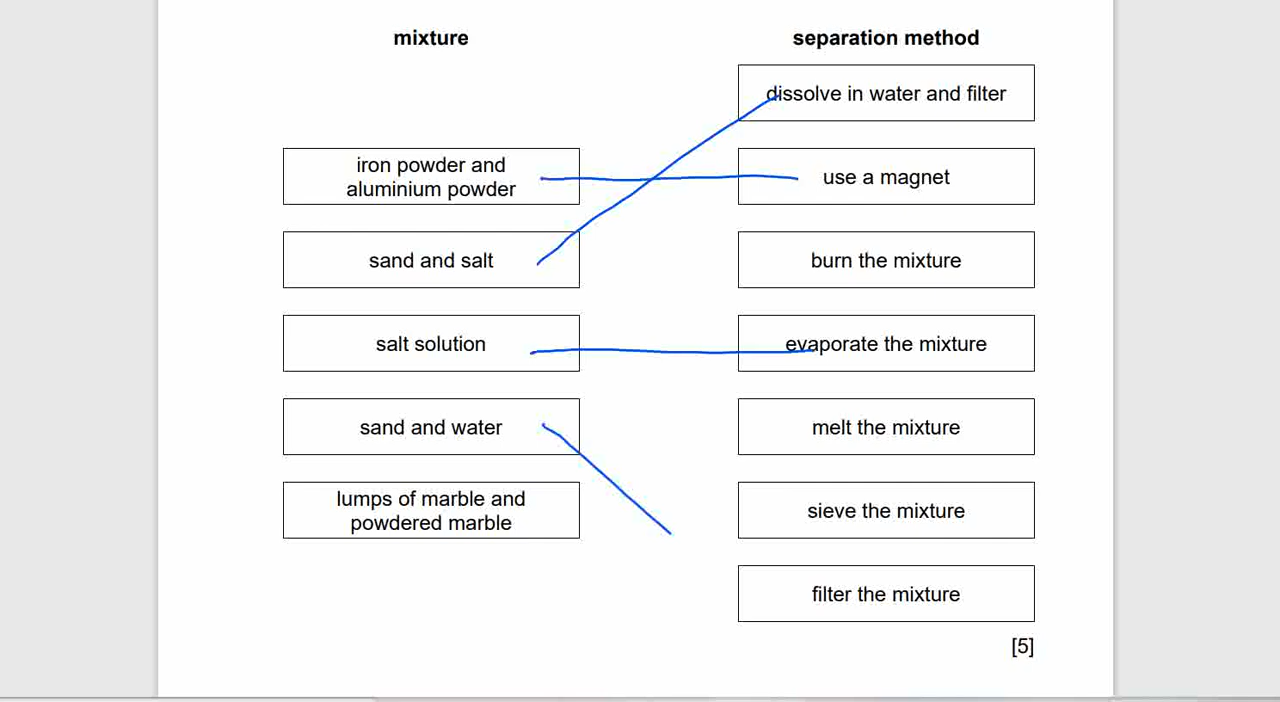 mixture
separation method
dissolve in water and filter
iron powder and
aluminium powder
use a magnet
sand and salt
burn the mixture
salt solution
evaporate the mixture
sand and water
melt the mixture
lumps of marble and
powdered marble
sieve the mixture
filter the mixture
[5]